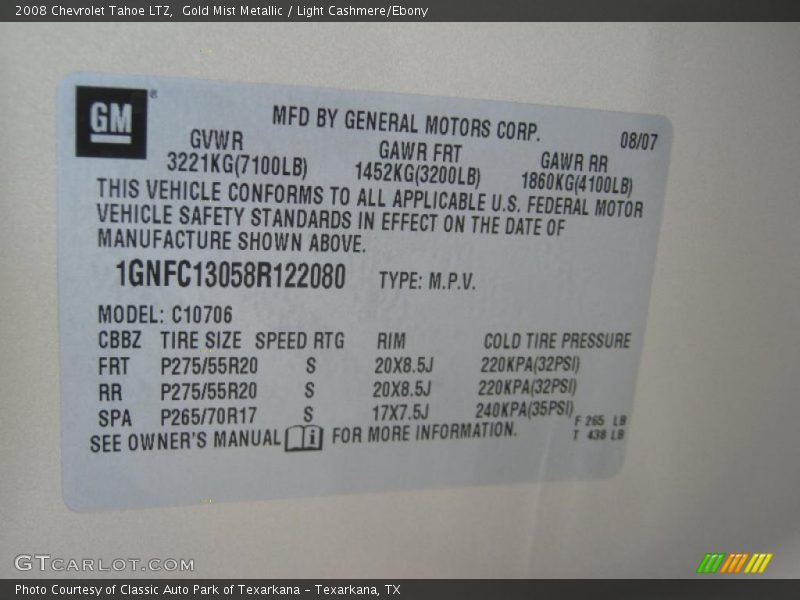 2008 Chevrolet Tahoe LTZ,  Gold Mist Metallic / Light Cashmere/Ebony
GM®
MFD BY GENERAL MOTORS CORP.
08/07
GVWR GAWR FRT GAWR RR
3221KG(7100LB) 1452KG(3200LB) 1860KG(4100LB)
THIS VEHICLE CONFORMS TO ALL APPLICABLE U.S. FEDERAL MOTOR
VEHICLE SAFETY STANDARDS IN EFFECT ON THE DATE OF
MANUFACTURE SHOWN ABOVE.
1GNFC13058R122080 TYPE: M.P.V.
MODEL: C10706
CBBZ TIRE SIZE SPEED RTG RIM COLD TIRE PRESSURE
FRT P275/55R20 S 20X8.5J 220KPA(32PSI)
RR P275/55R20 S 20X8.5J 220KPA(32PSI)
SPA P265/70R17 S 17X7.5J 240KPA(35PSI)
F 265 LB
T 438 LB
SEE OWNER'S MANUAL i FOR MORE INFORMATION.
GTCARLOT.COM
Photo Courtesy of Classic Auto Park of Texarkana - Texarkana, TX